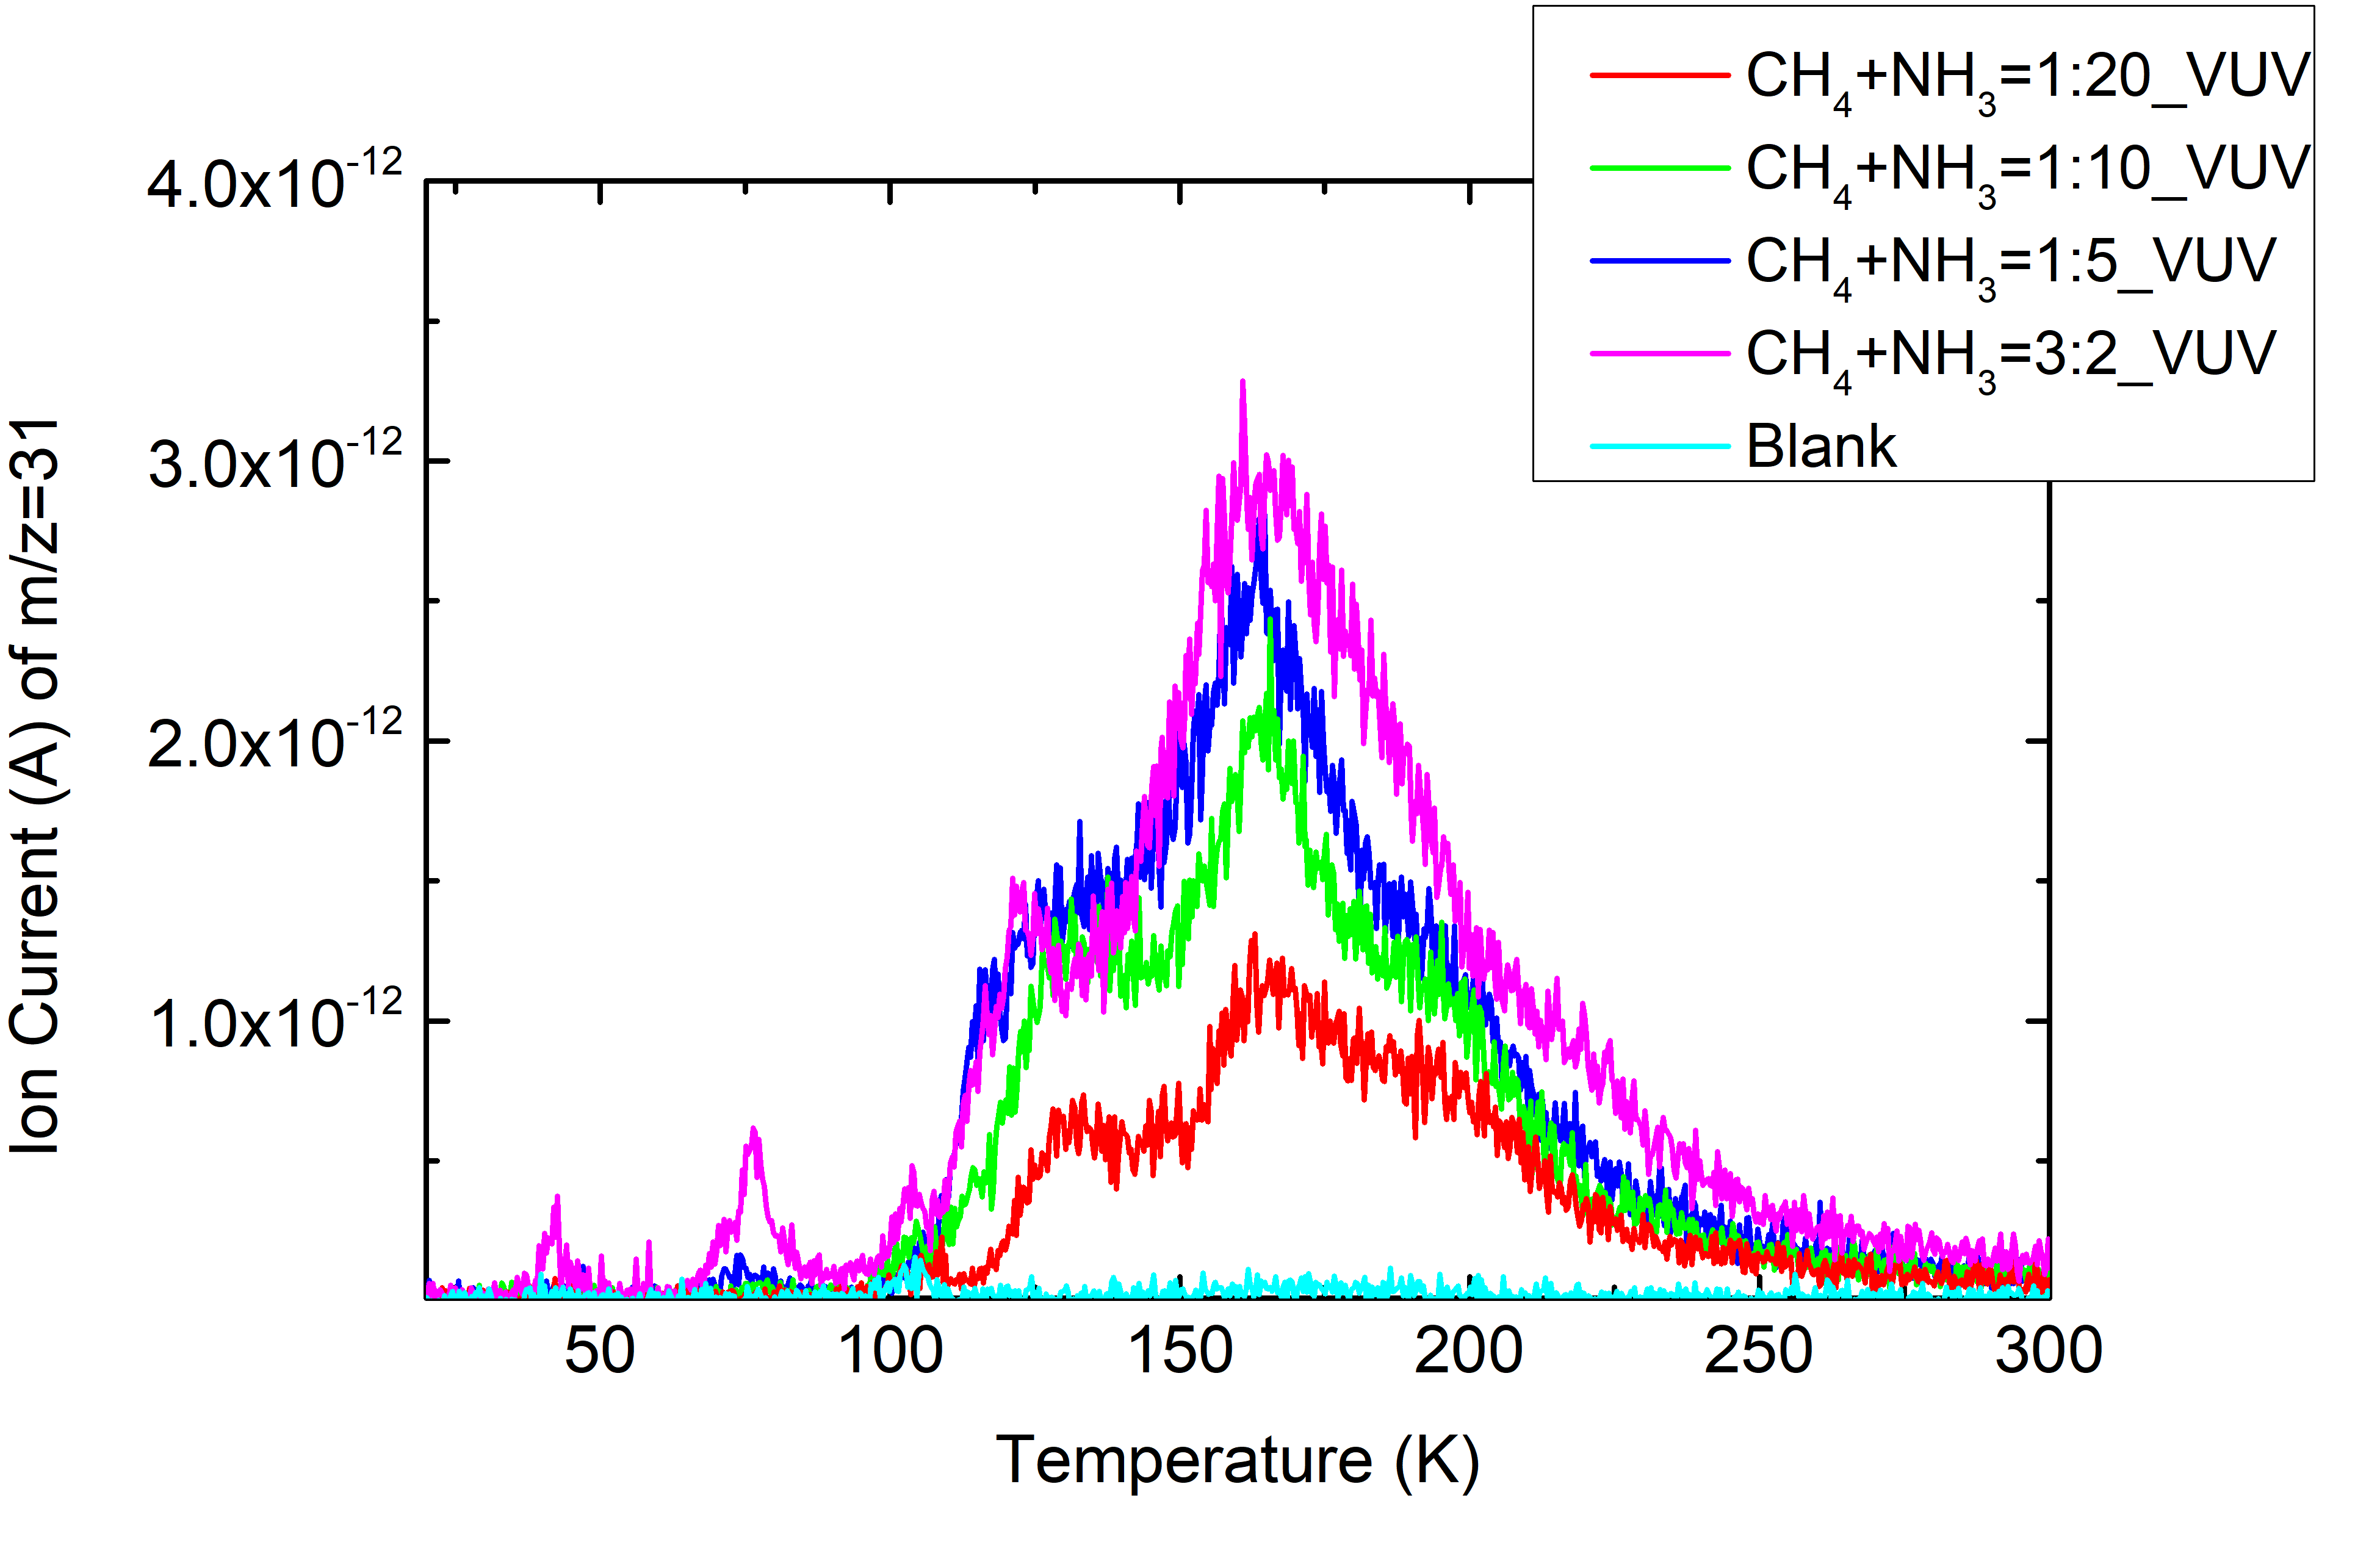 CH₄+NH₃=1:20_VUV
CH₄+NH₃=1:10_VUV
CH₄+NH₃=1:5_VUV
CH₄+NH₃=3:2_VUV
Blank
4.0x10⁻¹²
3.0x10⁻¹²
2.0x10⁻¹²
1.0x10⁻¹²
Ion Current (A) of m/z=31
50 100 150 200 250 300
Temperature (K)